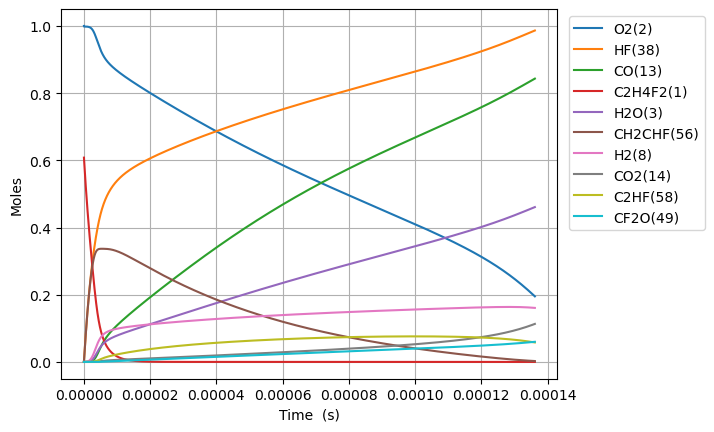 1.0
0.8
0.6
0.4
0.2
0.0
Moles
0.00000 0.00002 0.00004 0.00006 0.00008 0.00010 0.00012 0.00014
Time (s)
O2(2)
HF(38)
CO(13)
C2H4F2(1)
H2O(3)
CH2CHF(56)
H2(8)
CO2(14)
C2HF(58)
CF2O(49)